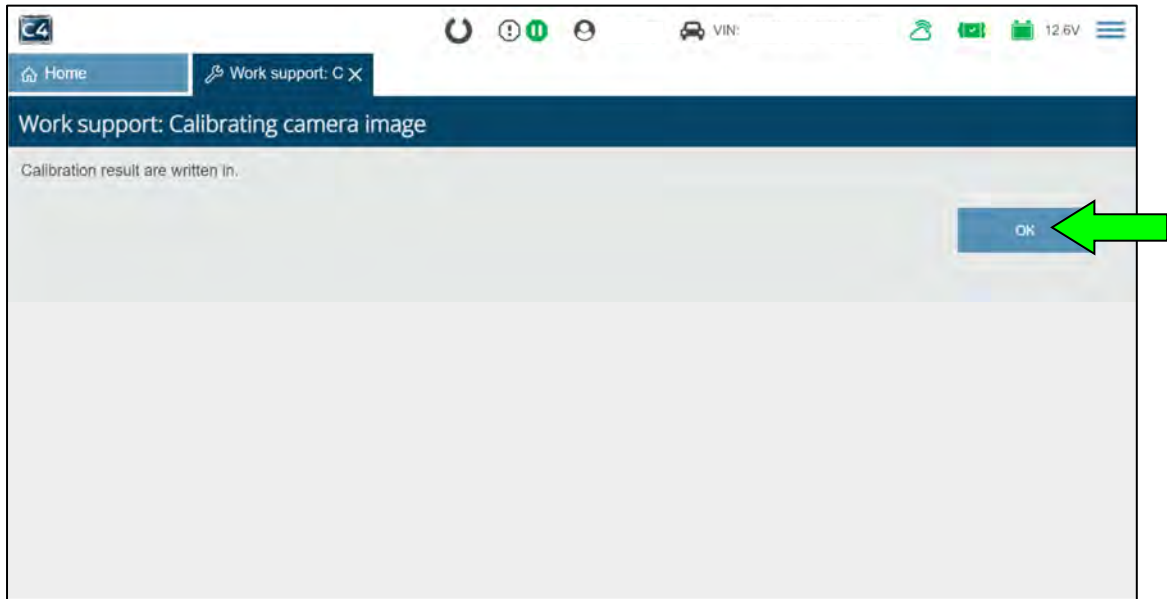 C4
VIN:
12.6V
Home
Work support: C
Work support: Calibrating camera image
Calibration result are written in.
OK